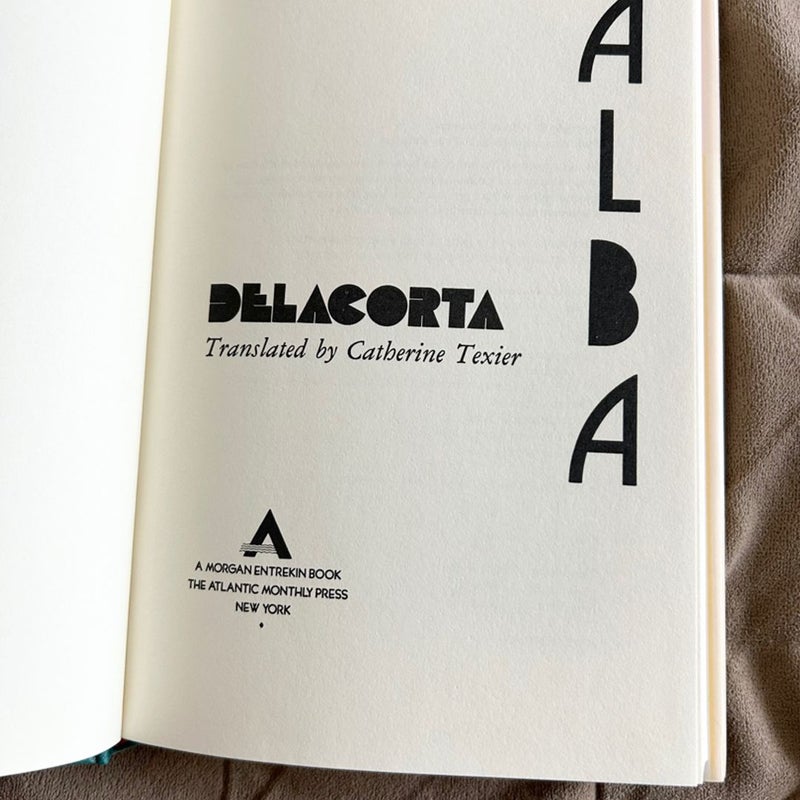 ALBA
DELACORTA
Translated by Catherine Texier
A MORGAN ENTREKIN BOOK
THE ATLANTIC MONTHLY PRESS
NEW YORK